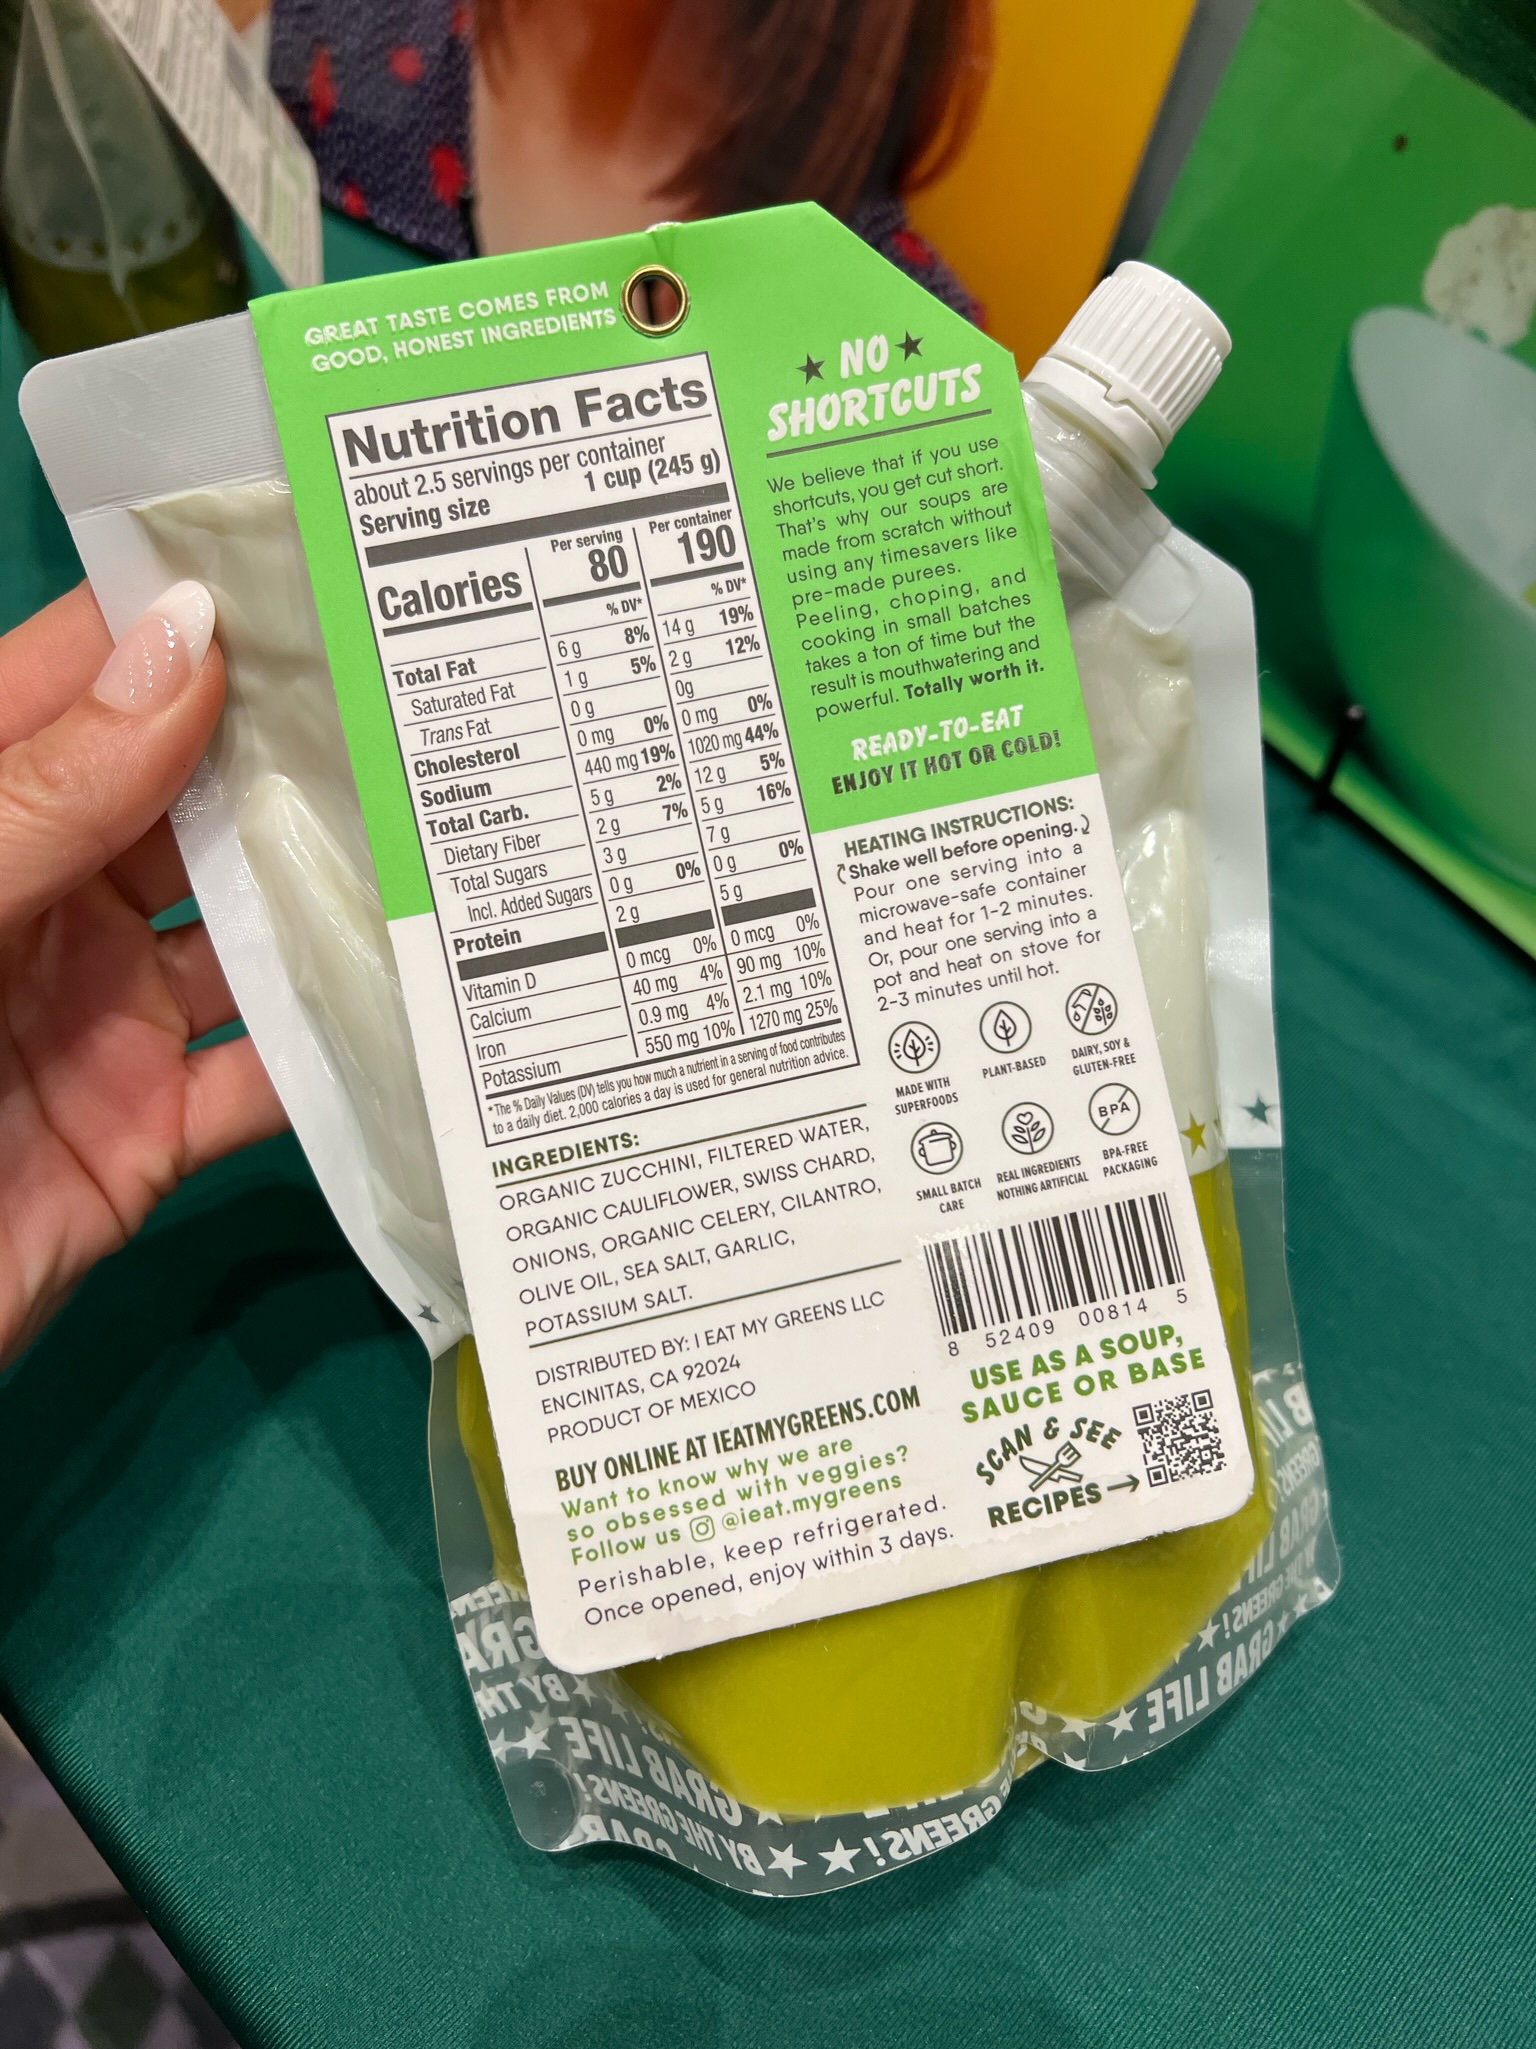 GREAT TASTE COMES FROM
GOOD, HONEST INGREDIENTS
Nutrition Facts
about 2.5 servings per container
Serving size 1 cup (245 g)
Per serving Per container
Calories 80 190
% DV* % DV*
Total Fat 6 g 8% 14 g 19%
Saturated Fat 1 g 5% 2 g 12%
Trans Fat 0 g 0g
Cholesterol 0 mg 0% 0 mg 0%
Sodium 440 mg 19% 1020 mg 44%
Total Carb. 5 g 2% 12 g 5%
Dietary Fiber 2 g 7% 5 g 16%
Total Sugars 3 g 7 g
Incl. Added Sugars 0 g 0% 0 g 0%
Protein 2 g 5 g
Vitamin D 0 mcg 0% 0 mcg 0%
Calcium 40 mg 4% 90 mg 10%
Iron 0.9 mg 4% 2.1 mg 10%
Potassium 550 mg 10% 1270 mg 25%
*The % Daily Values (DV) tells you how much a nutrient in a serving of food contributes
to a daily diet. 2,000 calories a day is used for general nutrition advice.
INGREDIENTS:
ORGANIC ZUCCHINI, FILTERED WATER,
ORGANIC CAULIFLOWER, SWISS CHARD,
ONIONS, ORGANIC CELERY, CILANTRO,
OLIVE OIL, SEA SALT, GARLIC,
POTASSIUM SALT.
DISTRIBUTED BY: I EAT MY GREENS LLC
ENCINITAS, CA 92024
PRODUCT OF MEXICO
BUY ONLINE AT IEATMYGREENS.COM
Want to know why we are
so obsessed with veggies?
Follow us @ieat.mygreens
Perishable, keep refrigerated.
Once opened, enjoy within 3 days.
NO
SHORTCUTS
We believe that if you use
shortcuts, you get cut short.
That's why our soups are
made from scratch without
using any timesavers like
pre-made purees.
Peeling, choping, and
cooking in small batches
takes a ton of time but the
result is mouthwatering and
powerful. Totally worth it.
READY-TO-EAT
ENJOY IT HOT OR COLD!
HEATING INSTRUCTIONS:
Shake well before opening.
Pour one serving into a
microwave-safe container
and heat for 1-2 minutes.
Or, pour one serving into a
pot and heat on stove for
2-3 minutes until hot.
MADE WITH
SUPERFOODS
PLANT-BASED
DAIRY, SOY &
GLUTEN-FREE
SMALL BATCH
CARE
REAL INGREDIENTS
NOTHING ARTIFICIAL
BPA
BPA-FREE
PACKAGING
8 52409 00814 5
USE AS A SOUP,
SAUCE OR BASE
SCAN & SEE
RECIPES
GRAB LIFE
BY THE GREENS!
GRAB LIFE